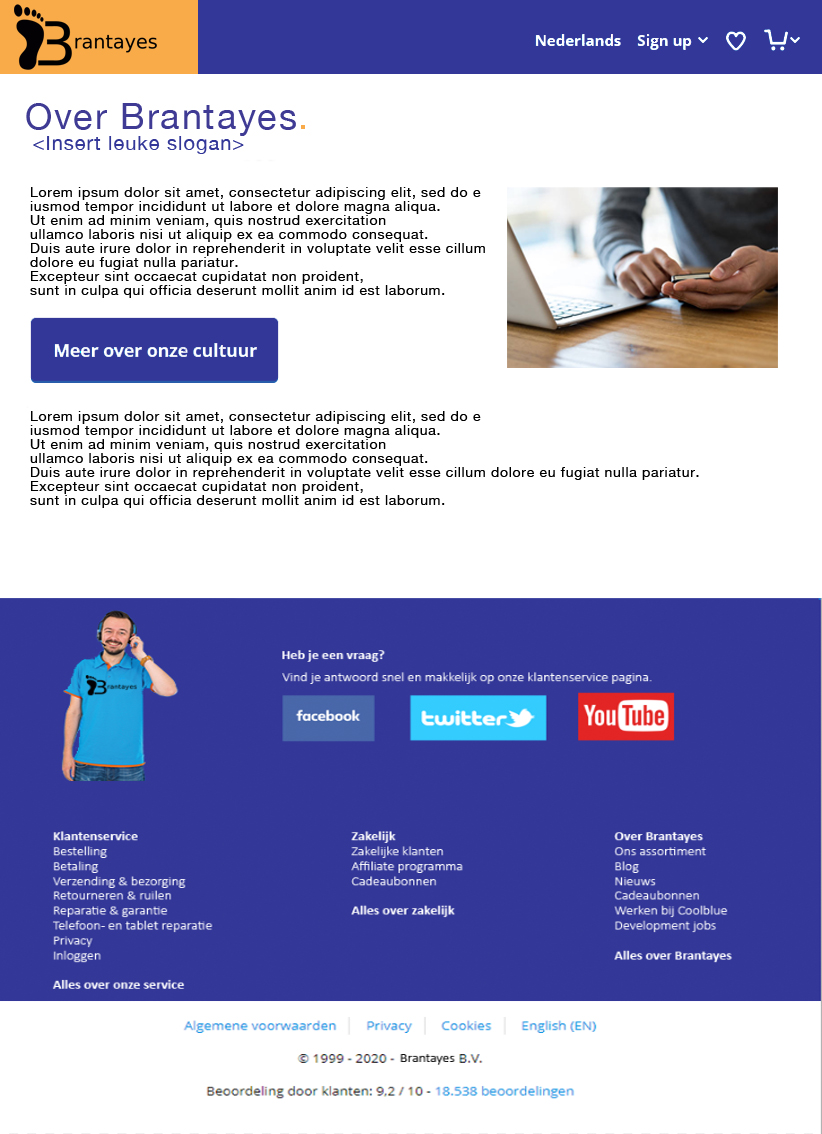 Brantayes
Nederlands Sign up
Over Brantayes.
<Insert leuke slogan>
Lorem ipsum dolor sit amet, consectetur adipiscing elit, sed do e
iusmod tempor incididunt ut labore et dolore magna aliqua.
Ut enim ad minim veniam, quis nostrud exercitation
ullamco laboris nisi ut aliquip ex ea commodo consequat.
Duis aute irure dolor in reprehenderit in voluptate velit esse cillum
dolore eu fugiat nulla pariatur.
Excepteur sint occaecat cupidatat non proident,
sunt in culpa qui officia deserunt mollit anim id est laborum.
Meer over onze cultuur
Lorem ipsum dolor sit amet, consectetur adipiscing elit, sed do e
iusmod tempor incididunt ut labore et dolore magna aliqua.
Ut enim ad minim veniam, quis nostrud exercitation
ullamco laboris nisi ut aliquip ex ea commodo consequat.
Duis aute irure dolor in reprehenderit in voluptate velit esse cillum dolore eu fugiat nulla pariatur.
Excepteur sint occaecat cupidatat non proident,
sunt in culpa qui officia deserunt mollit anim id est laborum.
Brantayes
Heb je een vraag?
Vind je antwoord snel en makkelijk op onze klantenservice pagina.
facebook
twitter
YouTube
Klantenservice
Bestelling
Betaling
Verzending & bezorging
Retourneren & ruilen
Reparatie & garantie
Telefoon- en tablet reparatie
Privacy
Inloggen
Alles over onze service
Zakelijk
Zakelijke klanten
Affiliate programma
Cadeaubonnen
Alles over zakelijk
Over Brantayes
Ons assortiment
Blog
Nieuws
Cadeaubonnen
Werken bij Coolblue
Development jobs
Alles over Brantayes
Algemene voorwaarden Privacy Cookies English (EN)
© 1999 - 2020 - Brantayes B.V.
Beoordeling door klanten: 9,2 / 10 - 18.538 beoordelingen